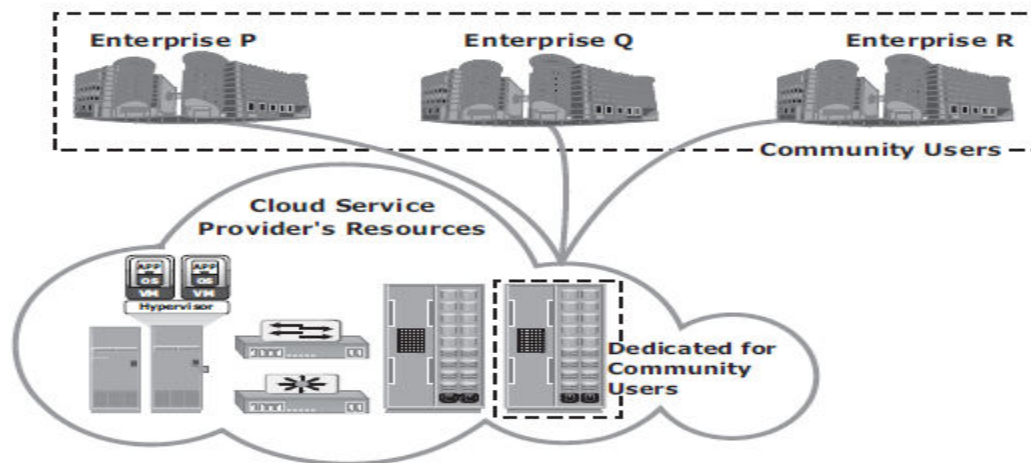 Enterprise P
Enterprise Q
Enterprise R
Community Users
Cloud Service
Provider's Resources
APP
APP
OS
OS
VM
VM
Hypervisor
Dedicated for
Community
Users